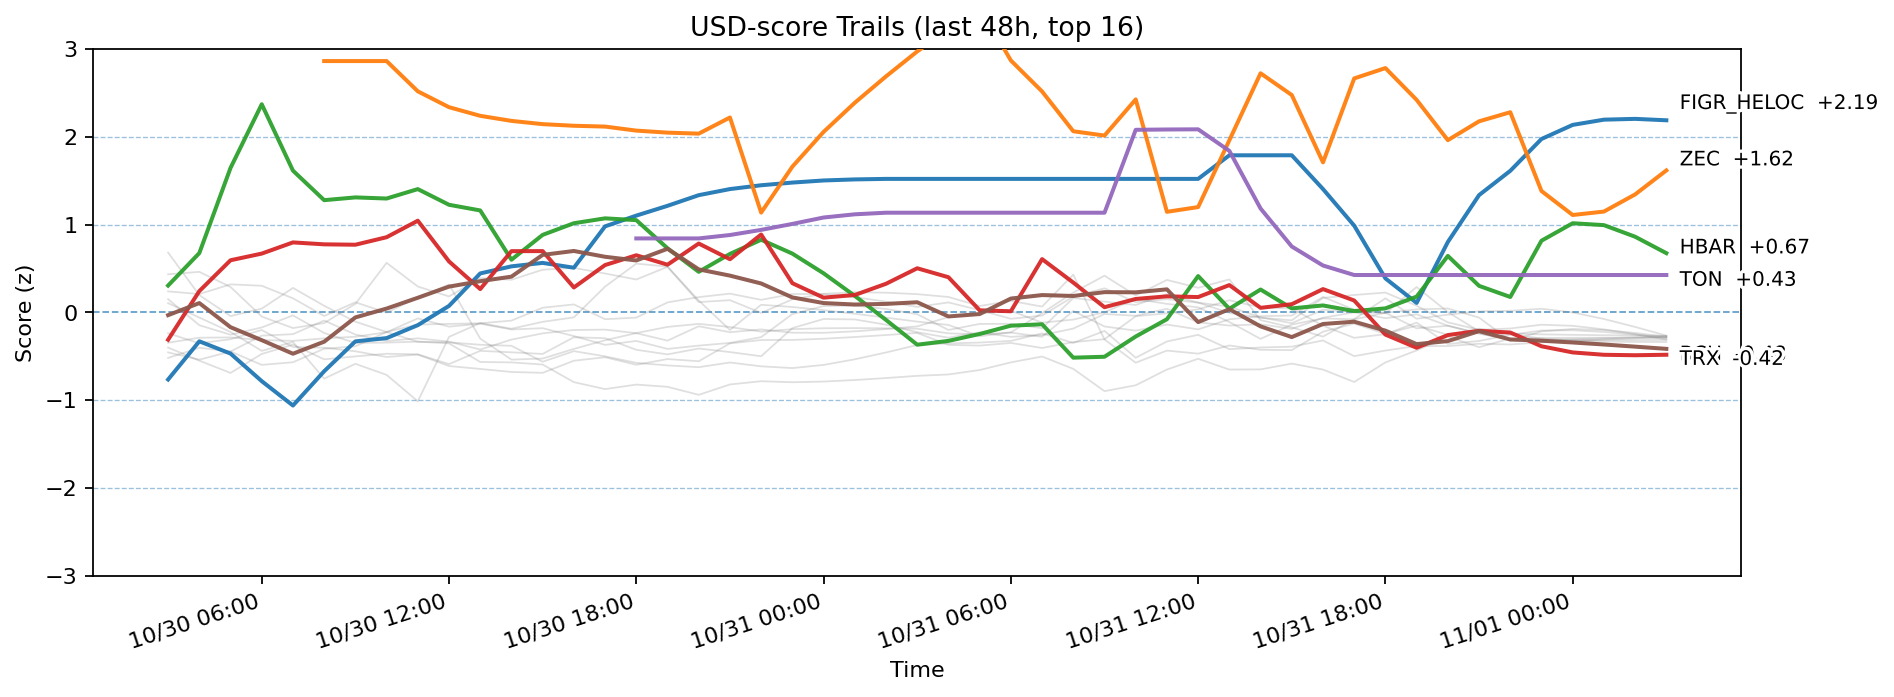 USD-score Trails (last 48h, top 16)
3
2
1
0
−1
−2
−3
Score (z)
FIGR_HELOC +2.19
ZEC +1.62
HBAR +0.67
TON +0.43
TRX -0.42
10/30 06:00
10/30 12:00
10/30 18:00
10/31 00:00
10/31 06:00
10/31 12:00
10/31 18:00
11/01 00:00
Time